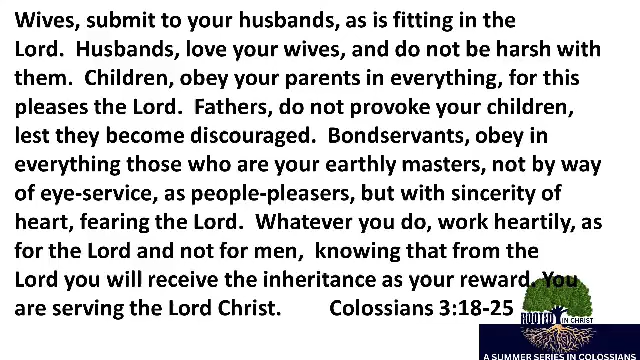 Wives, submit to your husbands, as is fitting in the
Lord.  Husbands, love your wives, and do not be harsh with
them.  Children, obey your parents in everything, for this
pleases the Lord.  Fathers, do not provoke your children,
lest they become discouraged.  Bondservants, obey in
everything those who are your earthly masters, not by way
of eye-service, as people-pleasers, but with sincerity of
heart, fearing the Lord.  Whatever you do, work heartily, as
for the Lord and not for men,  knowing that from the
Lord you will receive the inheritance as your reward. You
are serving the Lord Christ.        Colossians 3:18-25
ROOTED IN CHRIST
A SUMMER SERIES IN COLOSSIANS